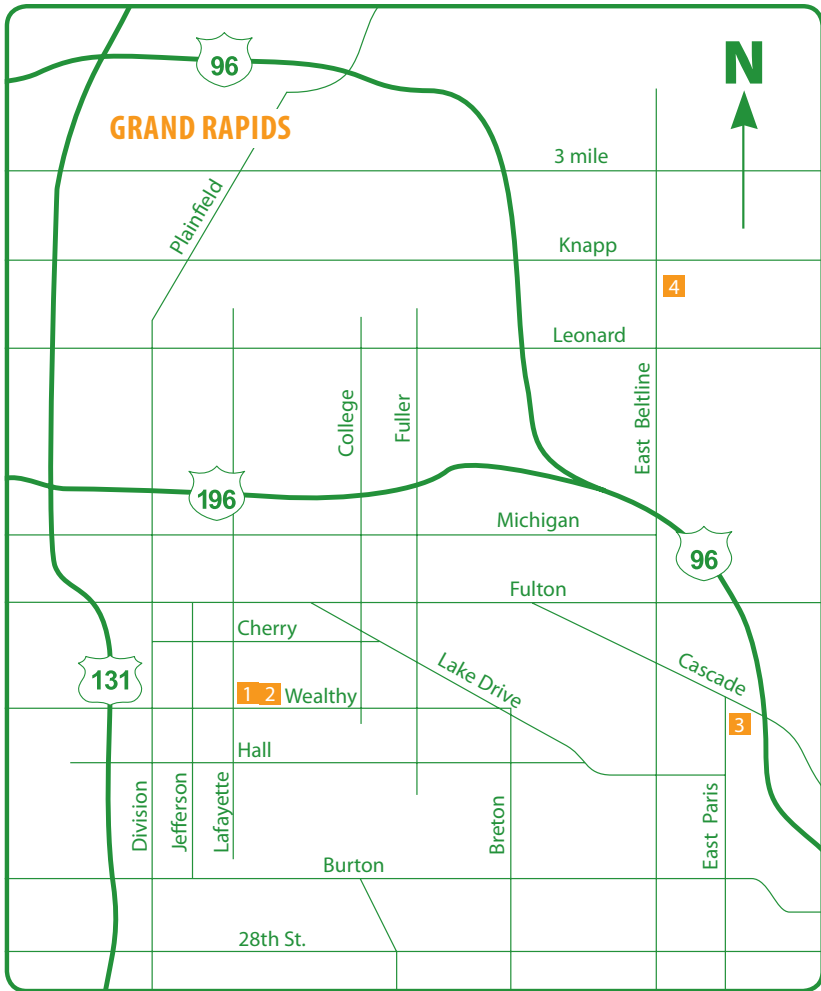 96
N
GRAND RAPIDS
3 mile
Plainfield
Knapp
4
Leonard
East Beltline
College
Fuller
196
Michigan
96
Fulton
Cherry
Lake Drive
Cascade
131
1 2 Wealthy
3
Hall
Division
Jefferson
Lafayette
Breton
East Paris
Burton
28th St.